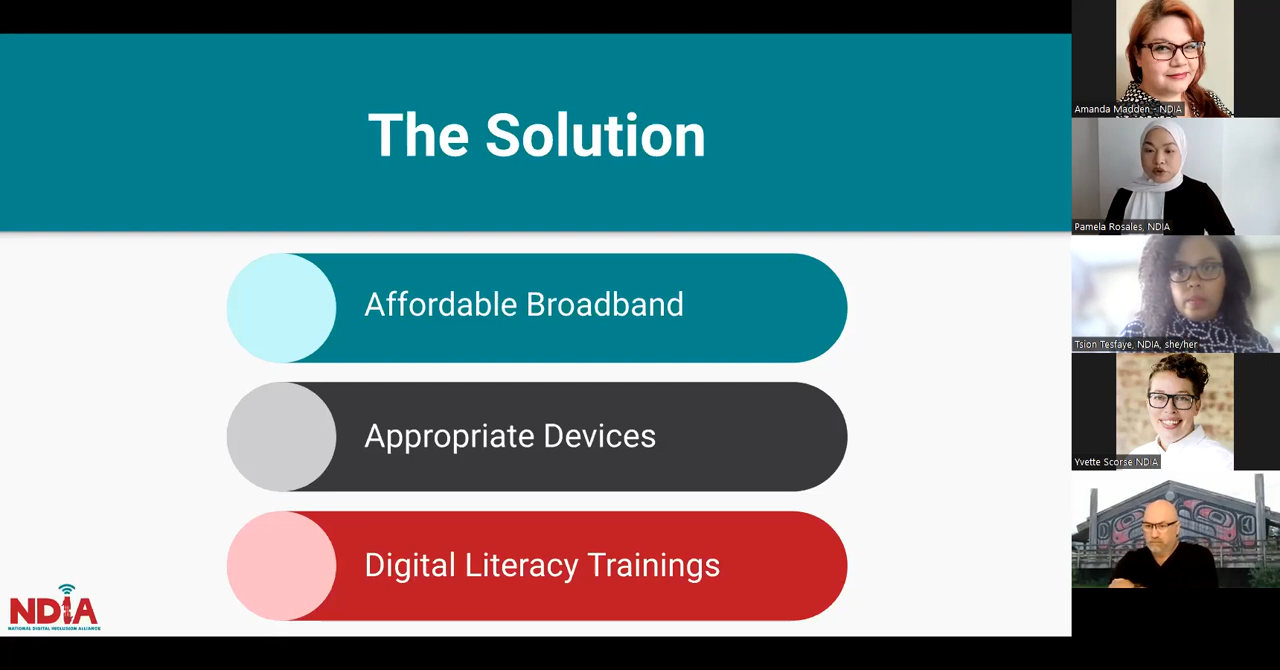 The Solution
Affordable Broadband
Appropriate Devices
Digital Literacy Trainings
NDIA
NATIONAL DIGITAL INCLUSION ALLIANCE
Amanda Madden - NDIA
Pamela Rosales, NDIA
Tsion Tesfaye, NDIA, she/her
Yvette Scorse NDIA